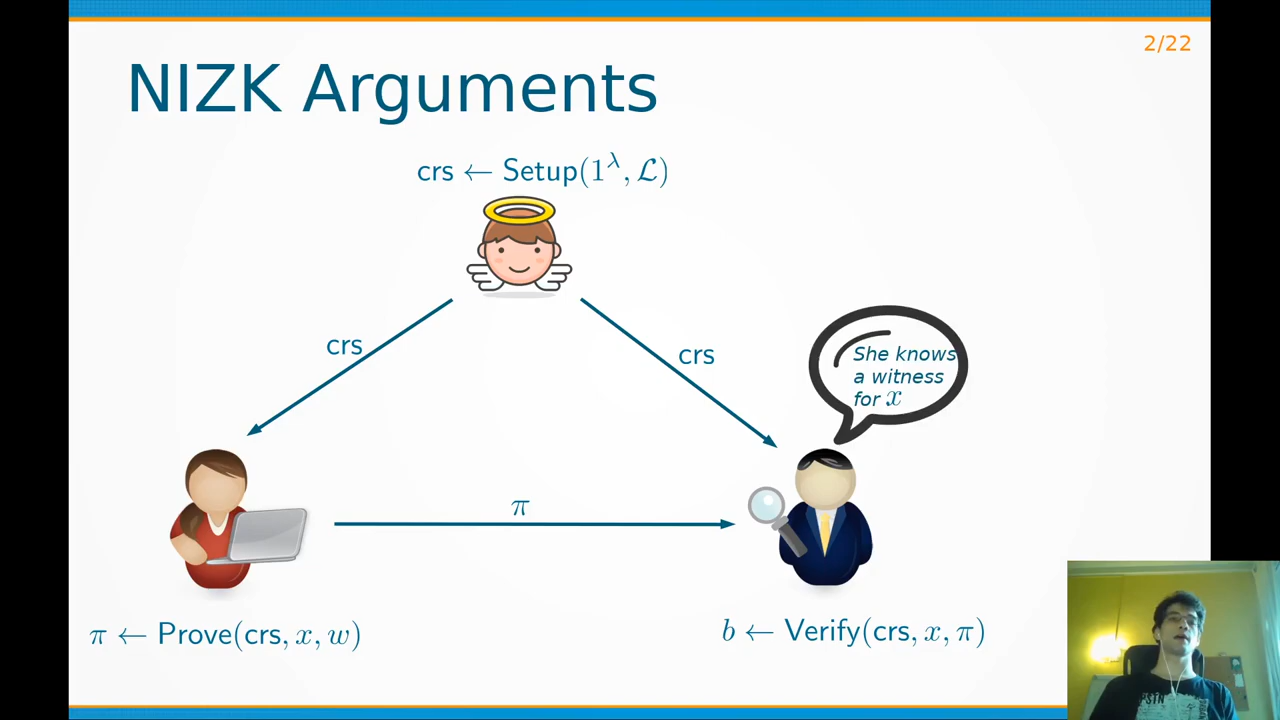 2/22
NIZK Arguments
crs ← Setup(1^λ, ℒ)
crs
crs
She knows
a witness
for x
π
π ← Prove(crs, x, w)
b ← Verify(crs, x, π)